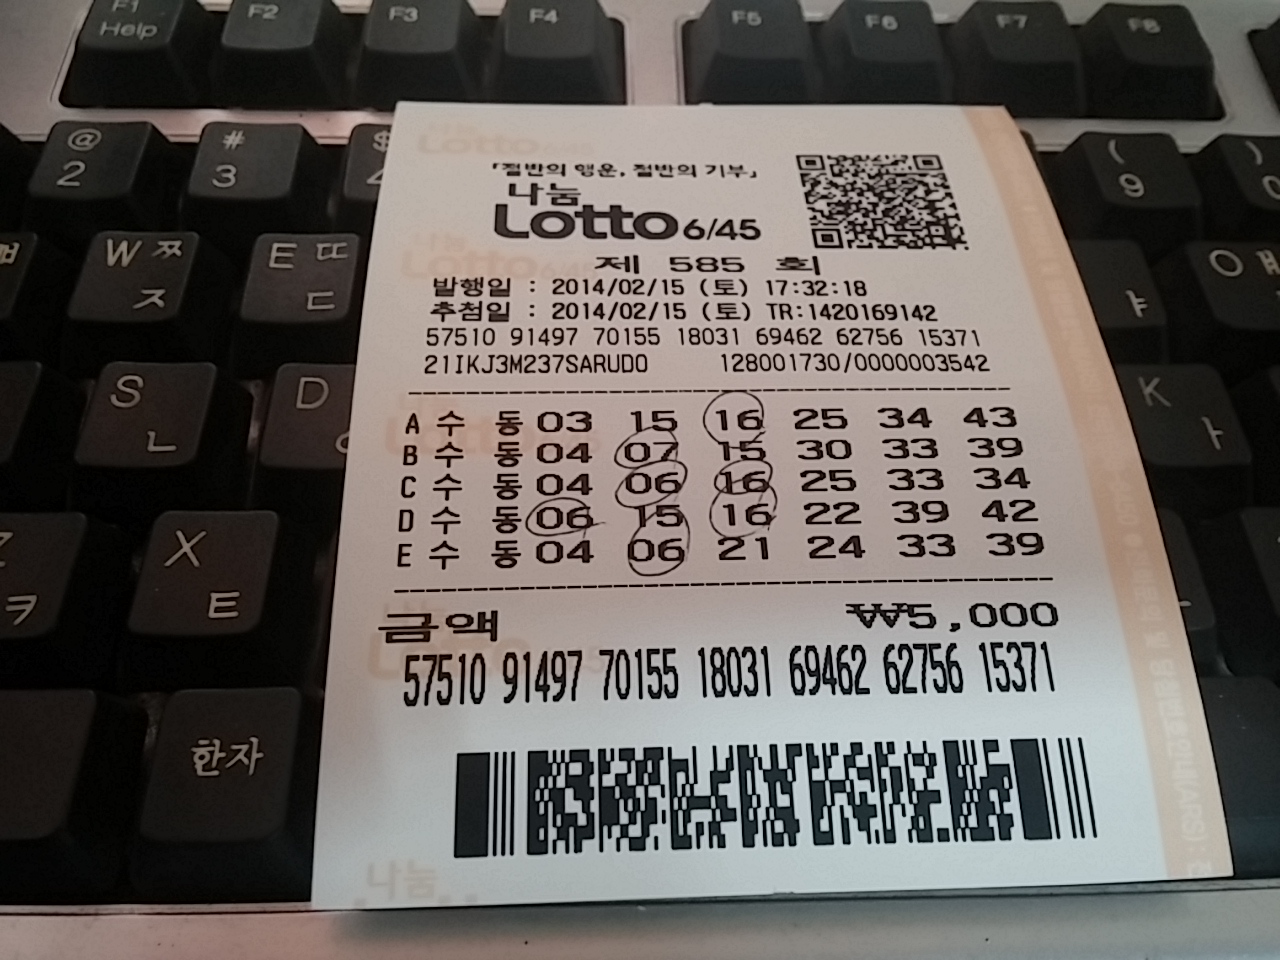 F1
Help
F2
F3
F4
F5
F6
F7
F8
@
2
#
3
$
(
9
)
0
W ㅉ
ㅈ
E ㄸ
ㄷ
O
ㅑ
S
ㄴ
D
K
ㅏ
Z
ㅋ
X
ㅌ
한자
「절반의 행운, 절반의 기부」
나눔
Lotto 6/45
제 585 회
발행일 : 2014/02/15 (토) 17:32:18
추첨일 : 2014/02/15 (토) TR:1420169142
57510 91497 70155 18031 69462 62756 15371
21IKJ3M237SARUDO 128001730/0000003542
A 수 동 03 15 16 25 34 43
B 수 동 04 07 15 30 33 39
C 수 동 04 06 16 25 33 34
D 수 동 06 15 16 22 39 42
E 수 동 04 06 21 24 33 39
금액 ₩5,000
57510 91497 70155 18031 69462 62756 15371
나눔